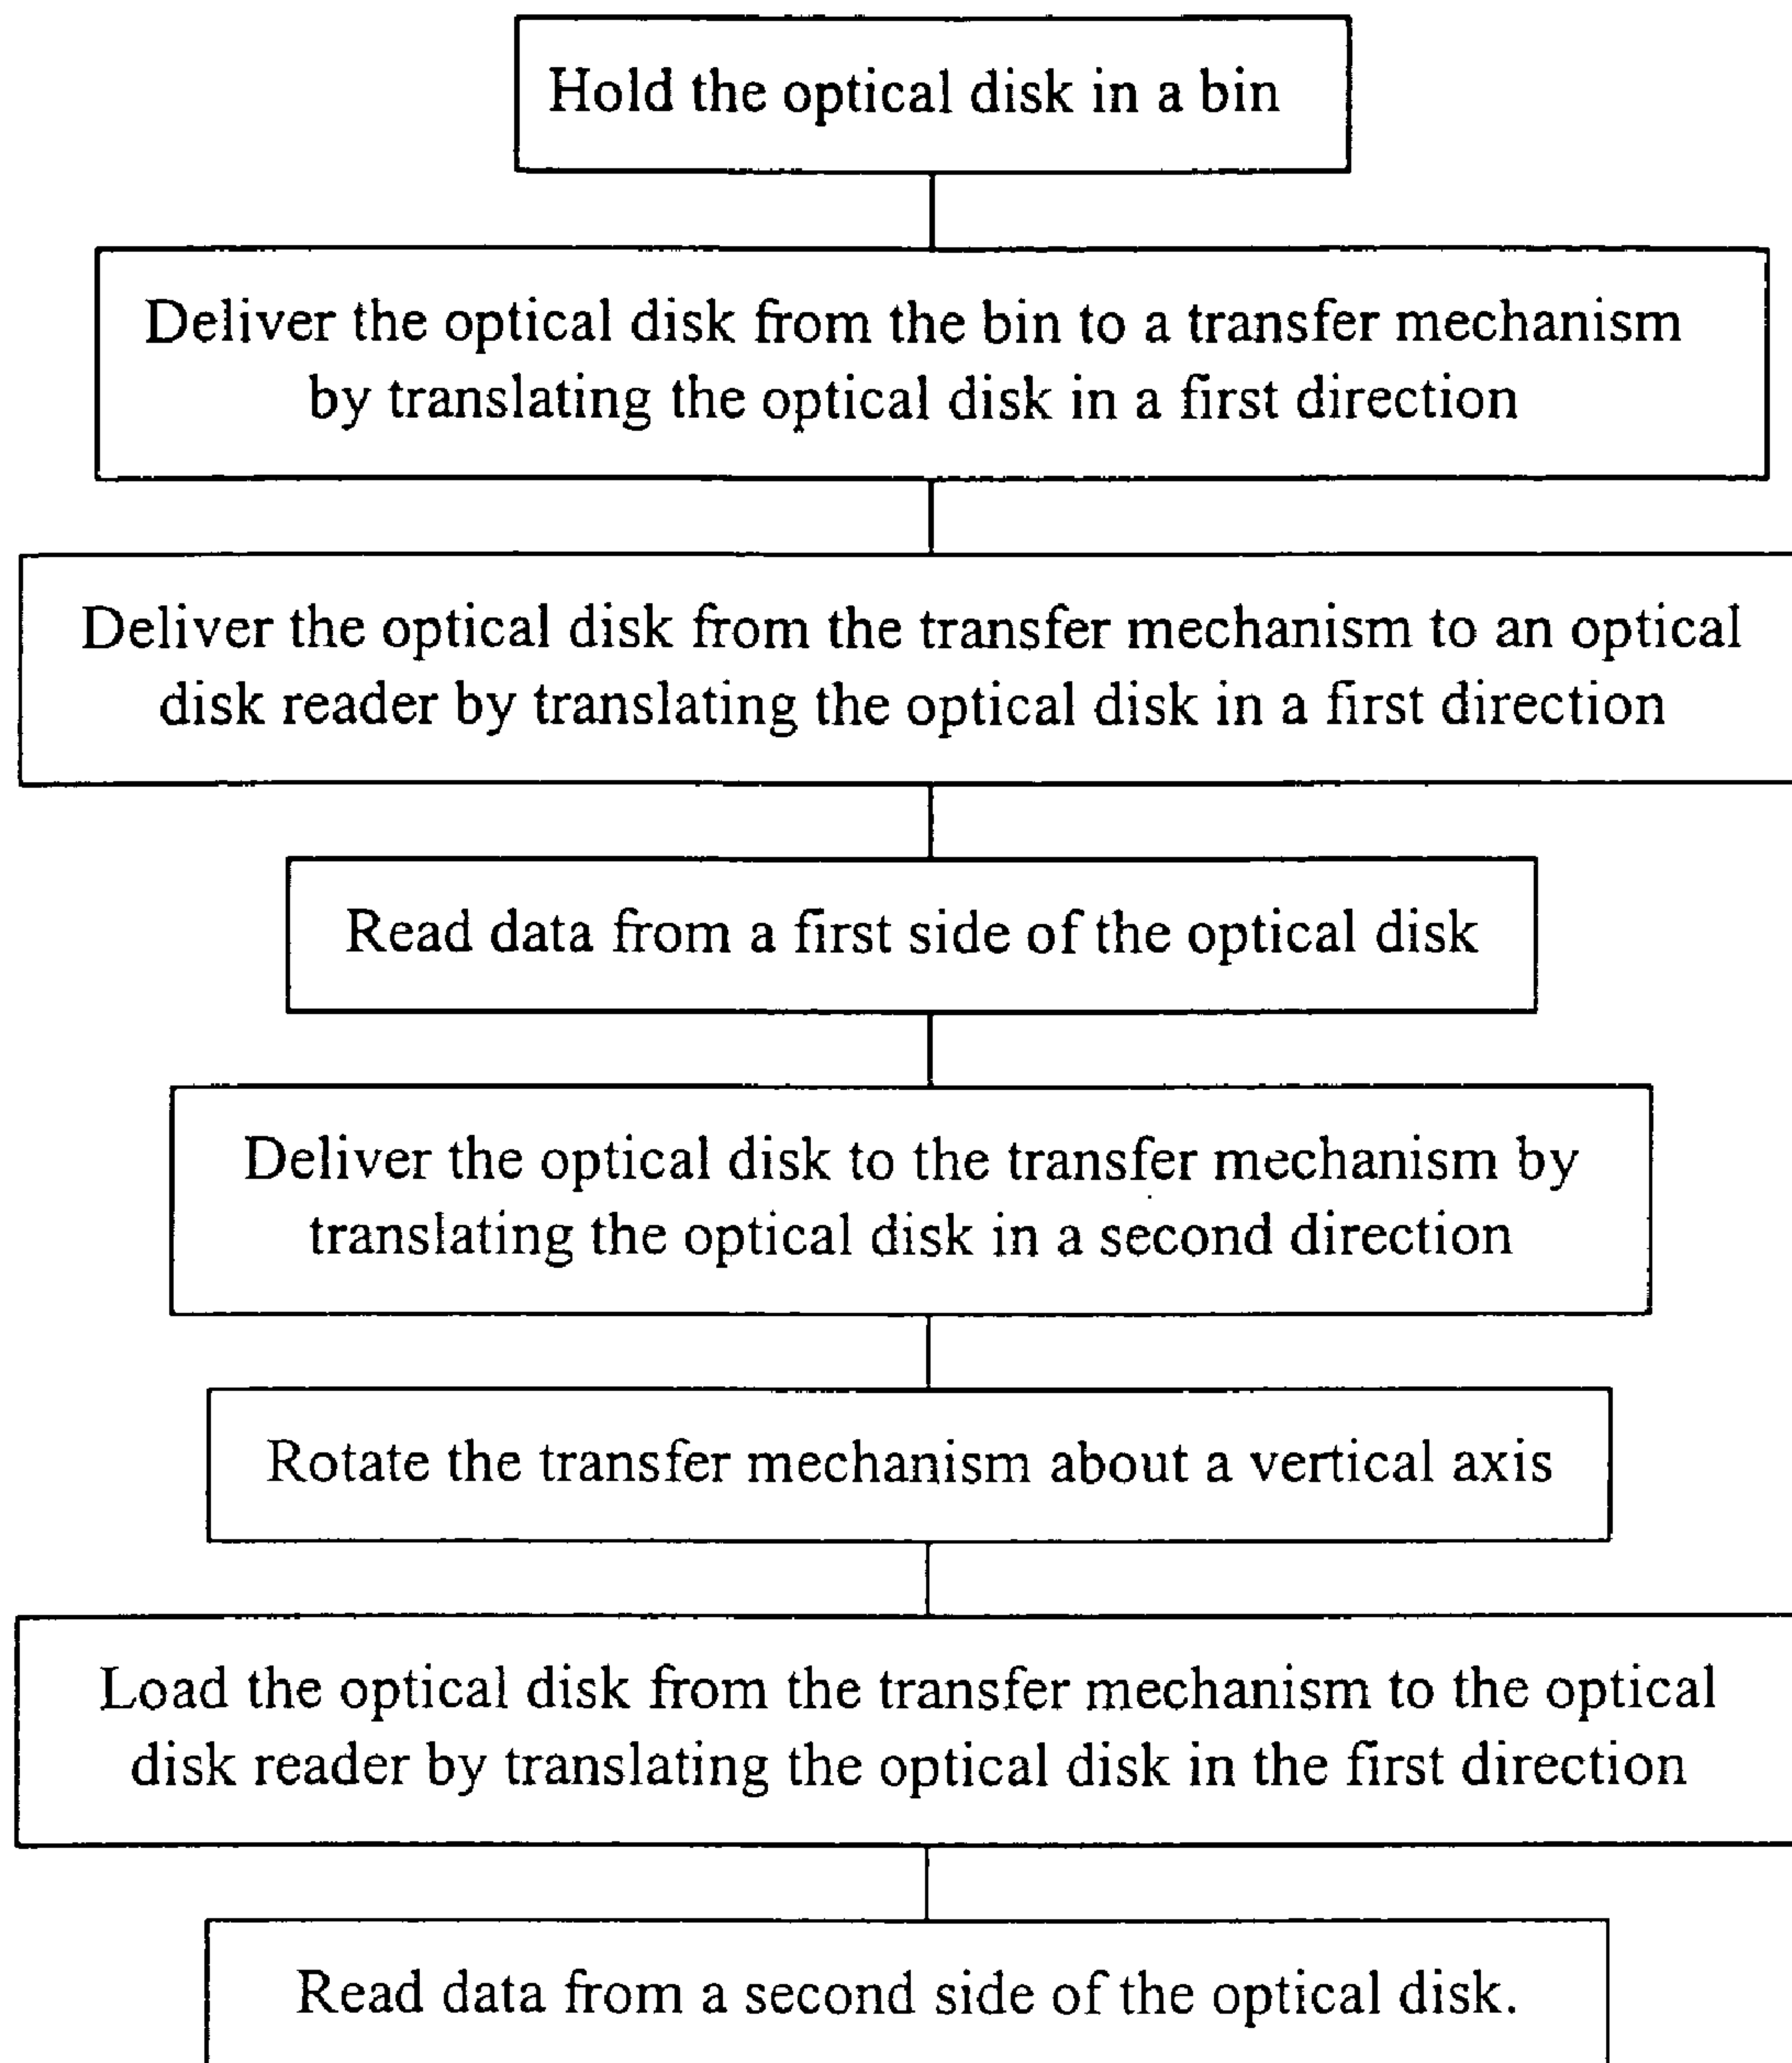 Hold the optical disk in a bin
Deliver the optical disk from the bin to a transfer mechanism
by translating the optical disk in a first direction
Deliver the optical disk from the transfer mechanism to an optical
disk reader by translating the optical disk in a first direction
Read data from a first side of the optical disk
Deliver the optical disk to the transfer mechanism by
translating the optical disk in a second direction
Rotate the transfer mechanism about a vertical axis
Load the optical disk from the transfer mechanism to the optical
disk reader by translating the optical disk in the first direction
Read data from a second side of the optical disk.